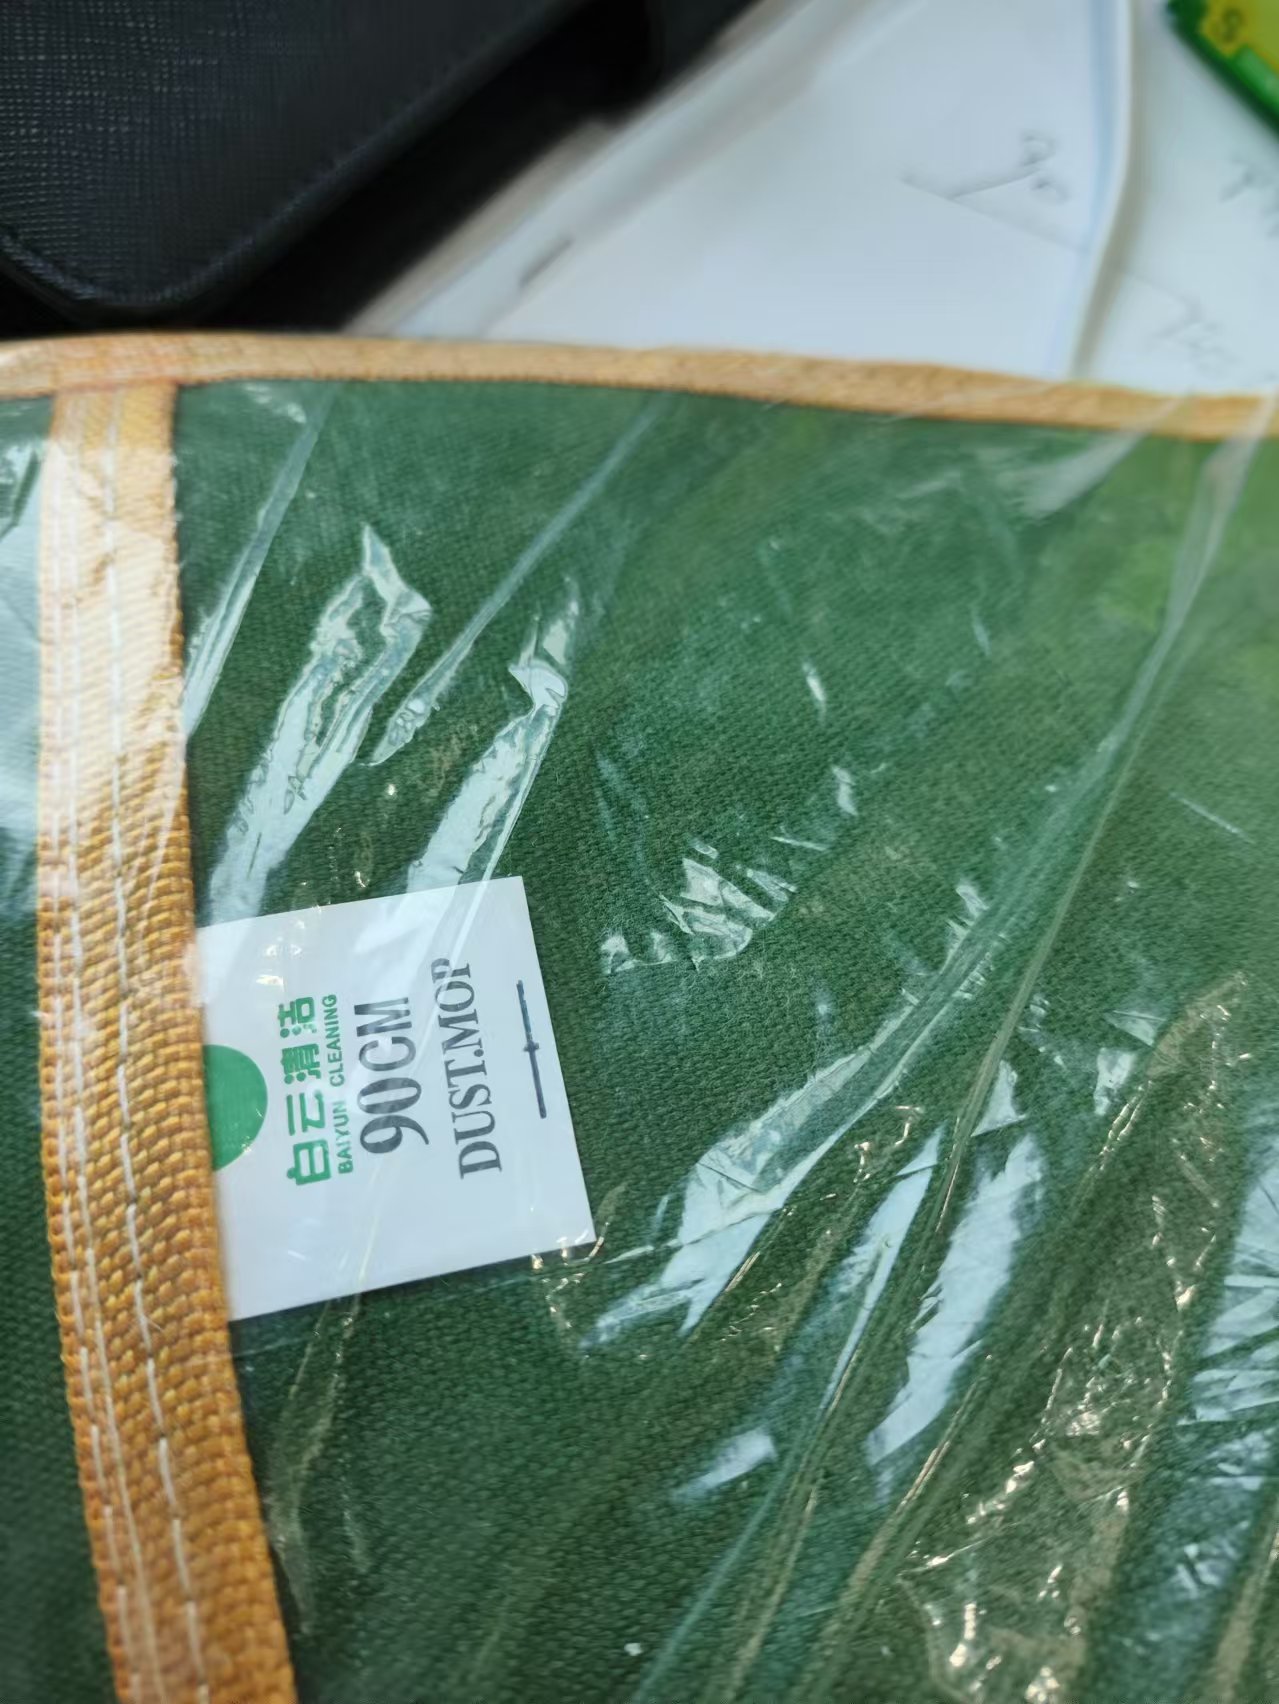 白云清洁
BAIYUN CLEANING
90CM
DUST.MOP